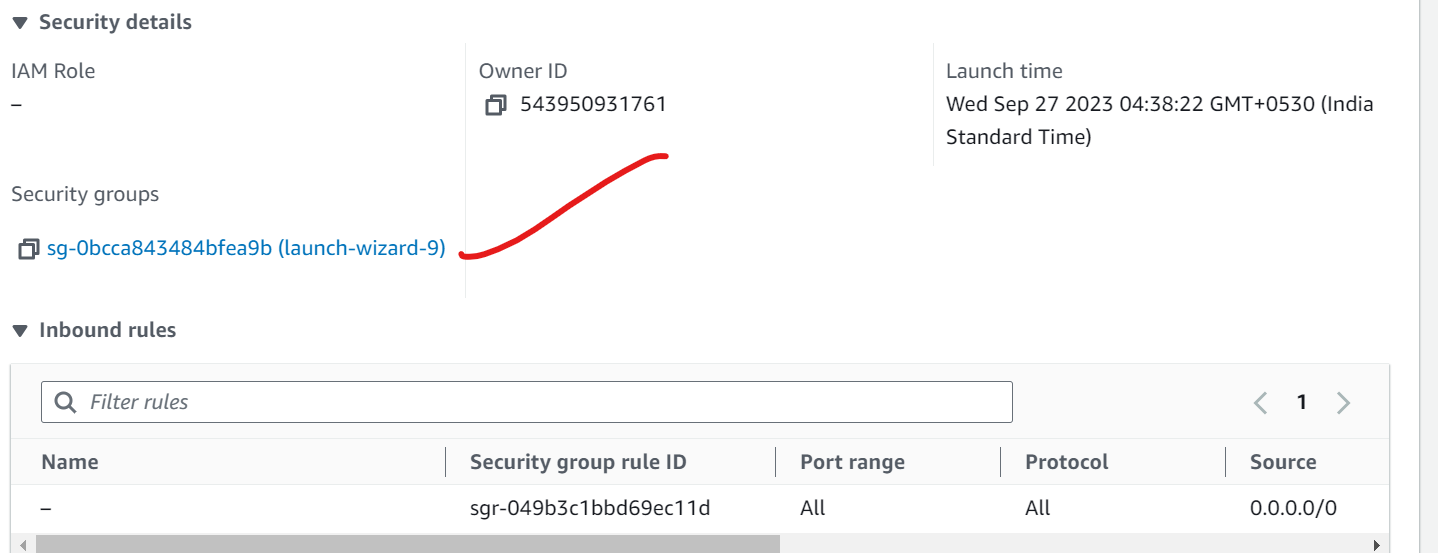 Security details
IAM Role
–
Owner ID
543950931761
Launch time
Wed Sep 27 2023 04:38:22 GMT+0530 (India
Standard Time)
Security groups
sg-0bcca843484bfea9b (launch-wizard-9)
Inbound rules
Filter rules
1
Name Security group rule ID Port range Protocol Source
– sgr-049b3c1bbd69ec11d All All 0.0.0.0/0